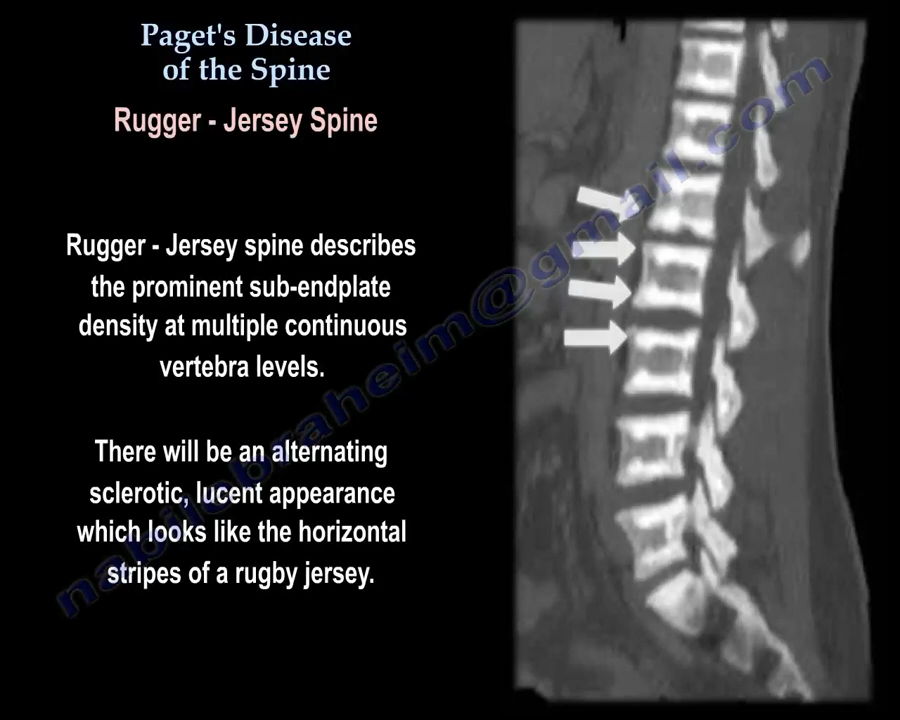 Paget's Disease
of the Spine
Rugger - Jersey Spine
Rugger - Jersey spine describes
the prominent sub-endplate
density at multiple continuous
vertebra levels.
There will be an alternating
sclerotic, lucent appearance
which looks like the horizontal
stripes of a rugby jersey.
nabilebraheim@gmail.com